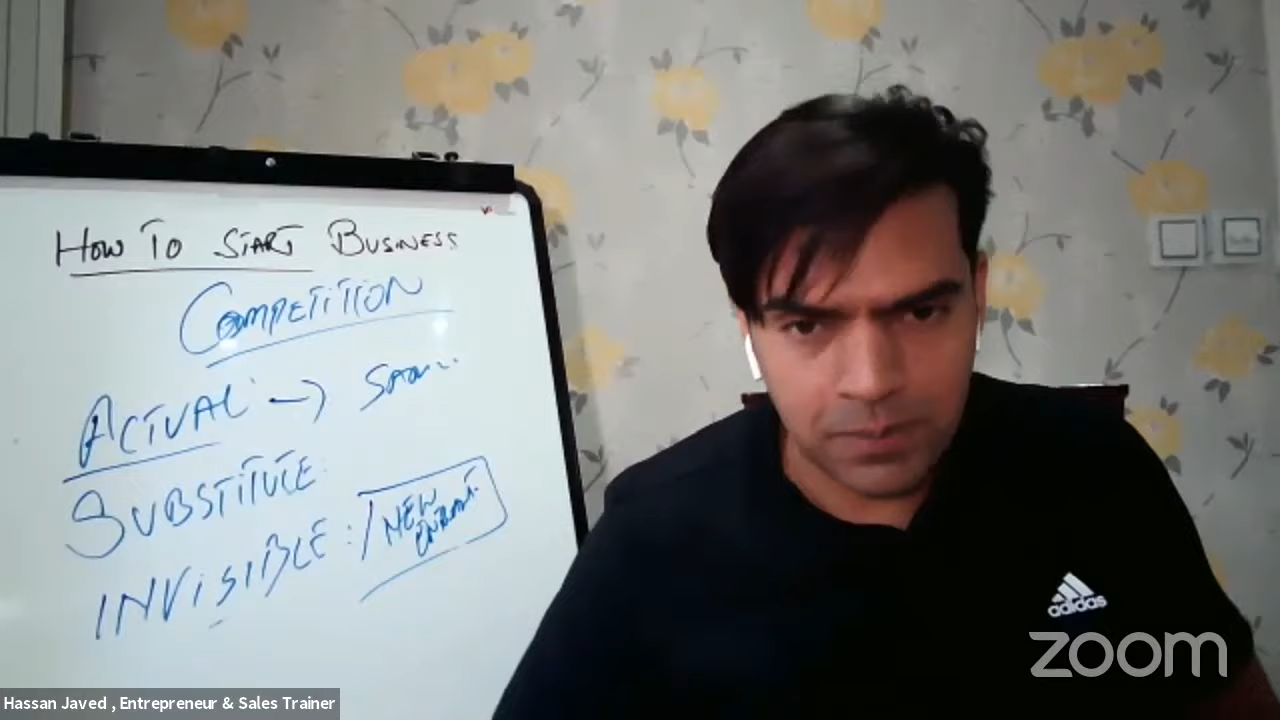 How To START BUSINESS
COMPETITION
ACTUAL →
SUBSTITUTE:
INVISIBLE: / NEW
adidas
zoom
Hassan Javed , Entrepreneur & Sales Trainer